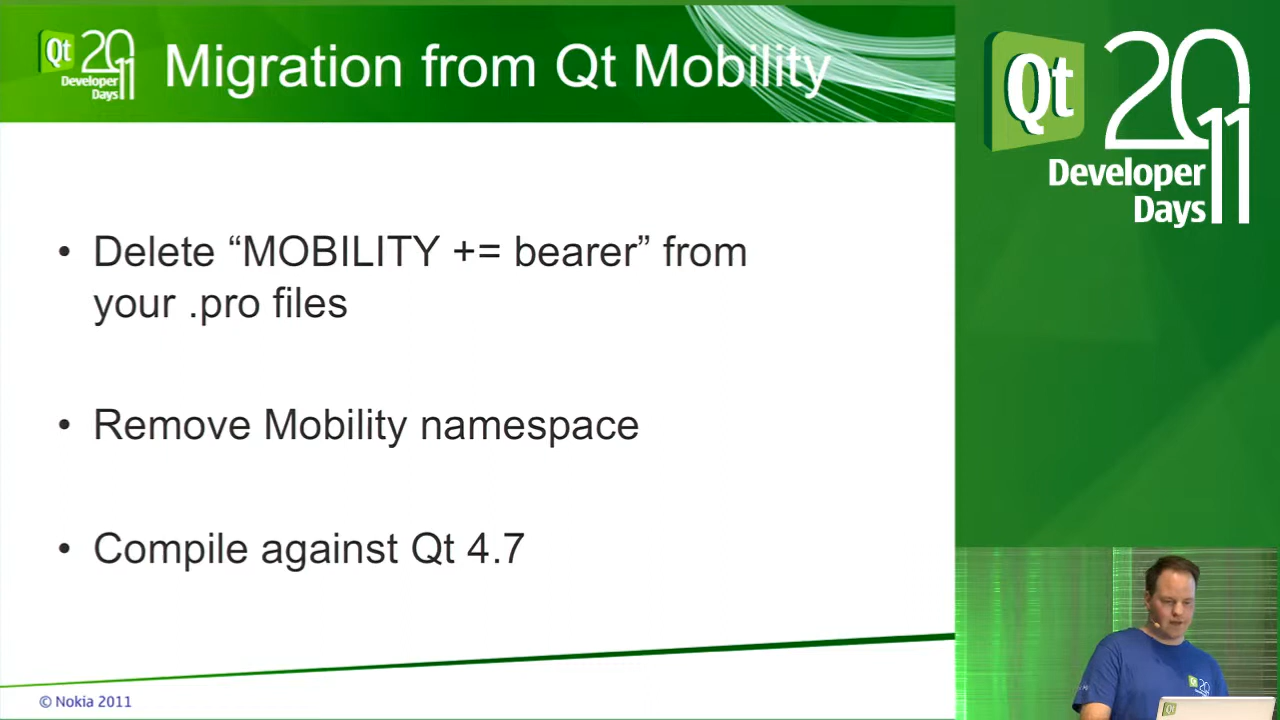 Qt 2011
Developer
Days
Migration from Qt Mobility
• Delete “MOBILITY += bearer” from
your .pro files
• Remove Mobility namespace
• Compile against Qt 4.7
© Nokia 2011
Qt 2011
Developer
Days